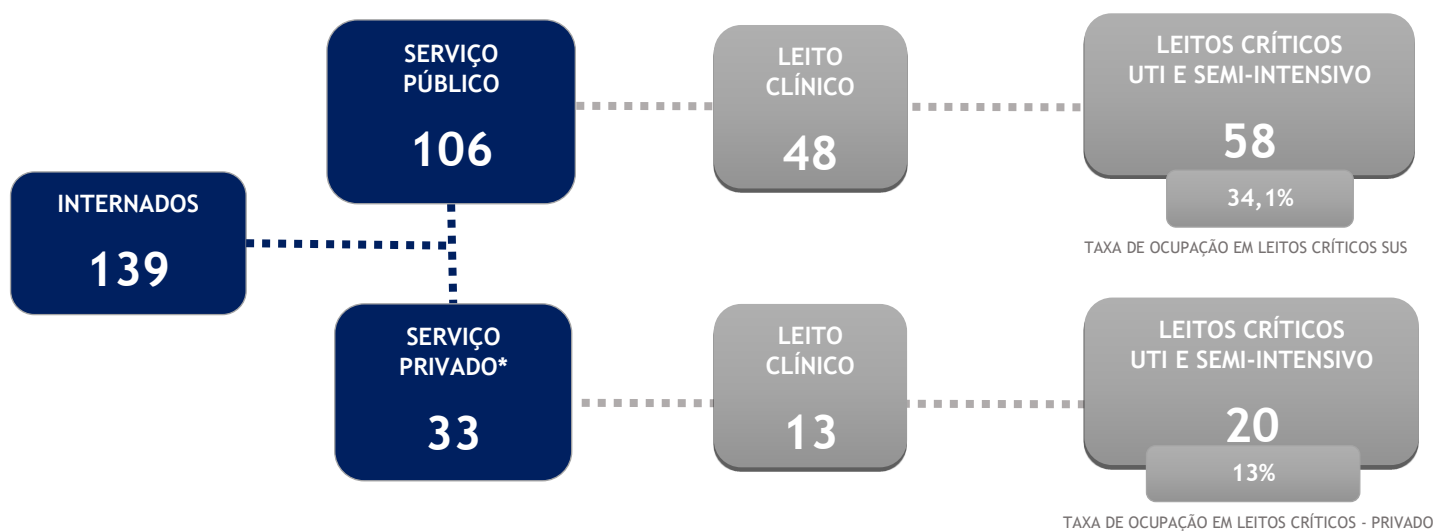 INTERNADOS
139
SERVIÇO
PÚBLICO
106
LEITO
CLÍNICO
48
LEITOS CRÍTICOS
UTI E SEMI-INTENSIVO
58
34,1%
TAXA DE OCUPAÇÃO EM LEITOS CRÍTICOS SUS
SERVIÇO
PRIVADO*
33
LEITO
CLÍNICO
13
LEITOS CRÍTICOS
UTI E SEMI-INTENSIVO
20
13%
TAXA DE OCUPAÇÃO EM LEITOS CRÍTICOS - PRIVADO